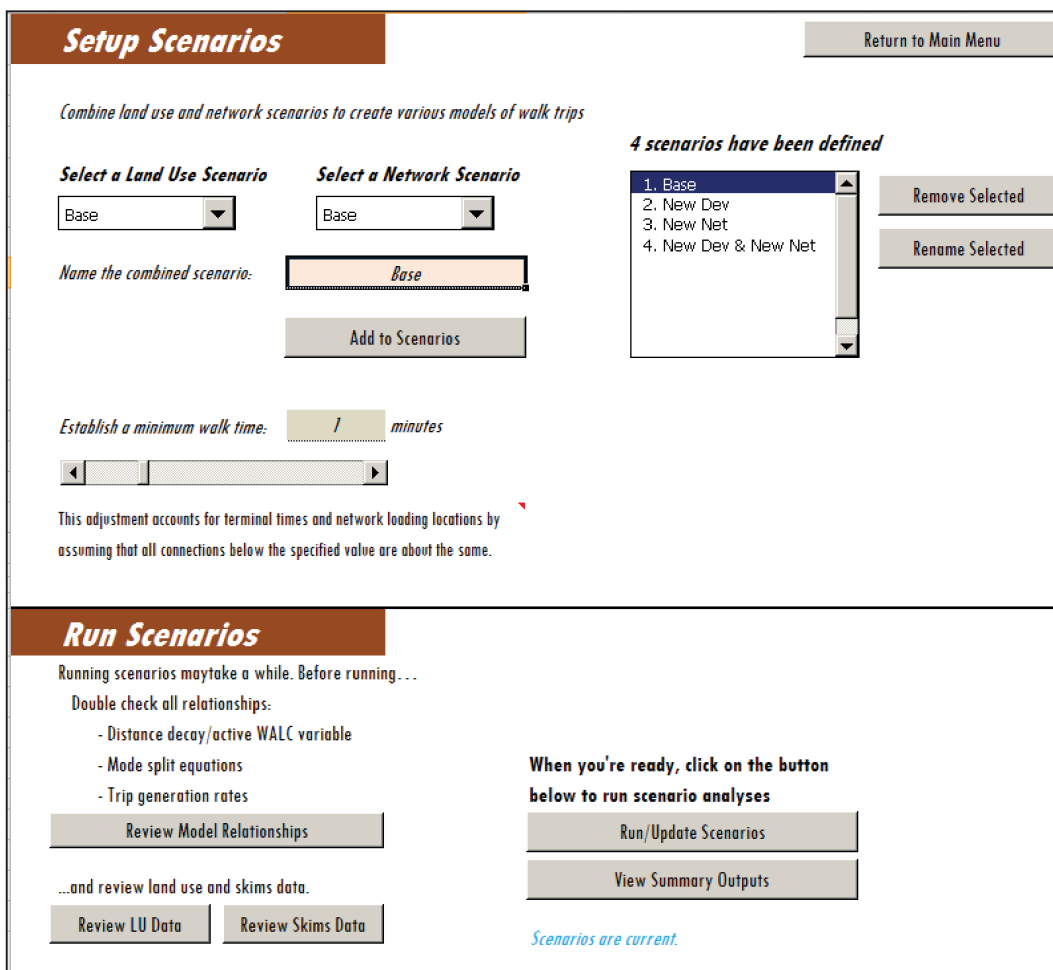 Setup Scenarios
Return to Main Menu
Combine land use and network scenarios to create various models of walk trips
4 scenarios have been defined
Select a Land Use Scenario
Select a Network Scenario
Base
Base
1. Base
2. New Dev
3. New Net
4. New Dev & New Net
Remove Selected
Rename Selected
Name the combined scenario:
Base
Add to Scenarios
Establish a minimum walk time:
1
minutes
This adjustment accounts for terminal times and network loading locations by
assuming that all connections below the specified value are about the same.
Run Scenarios
Running scenarios maytake a while. Before running...
Double check all relationships:
- Distance decay/active WALC variable
- Mode split equations
- Trip generation rates
Review Model Relationships
...and review land use and skims data.
Review LU Data
Review Skims Data
When you're ready, click on the button
below to run scenario analyses
Run/Update Scenarios
View Summary Outputs
Scenarios are current.